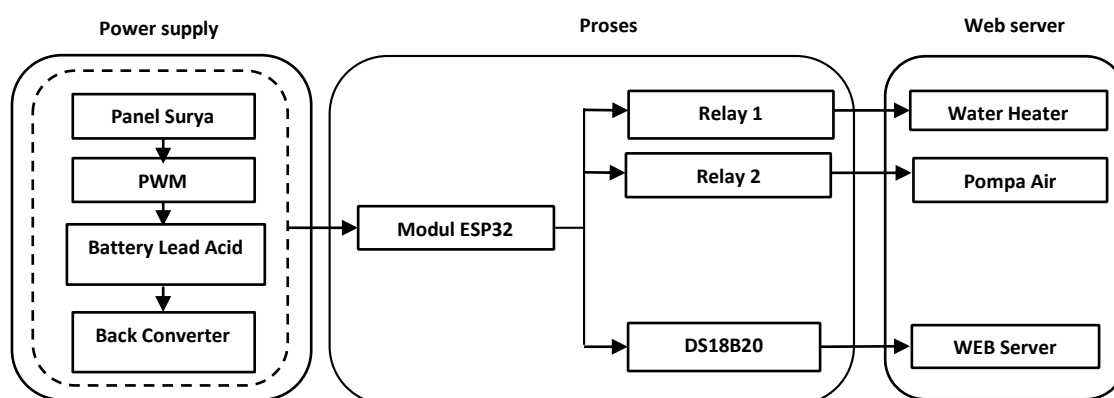 Power supply
Proses
Web server
Panel Surya
PWM
Battery Lead Acid
Back Converter
Modul ESP32
Relay 1
Relay 2
DS18B20
Water Heater
Pompa Air
WEB Server